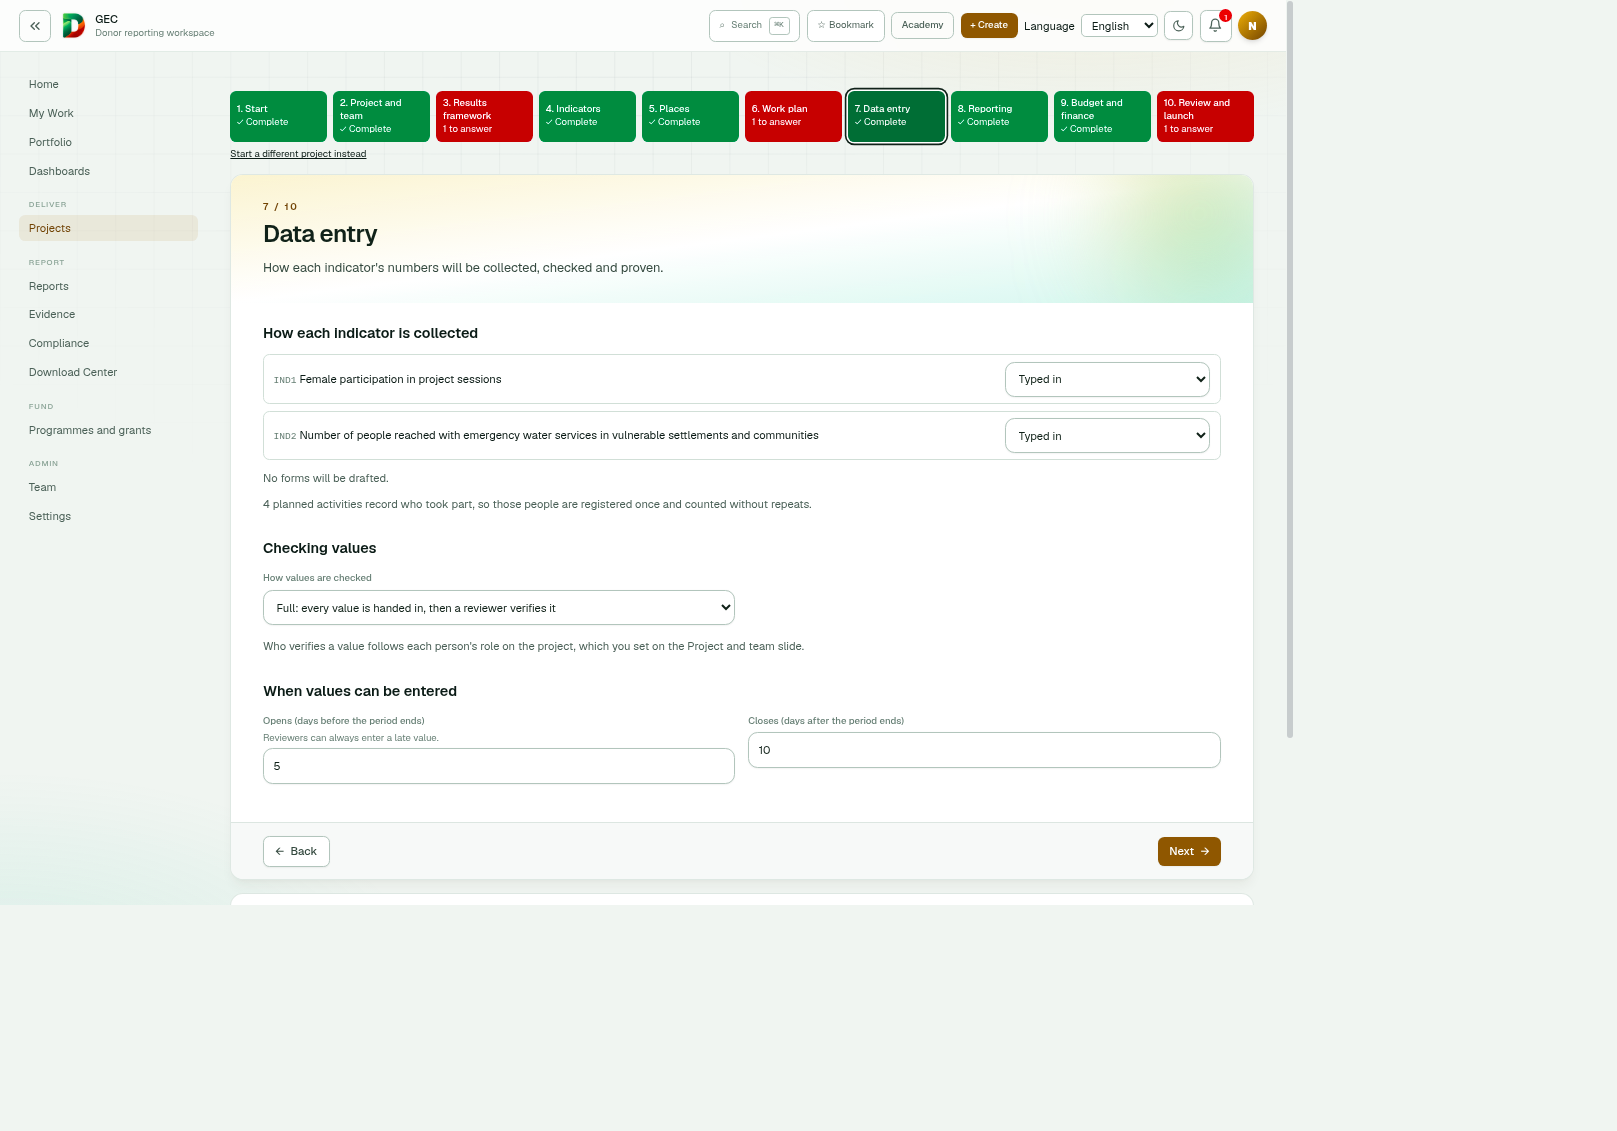 GEC
Donor reporting workspace
Search ⌘K
☆ Bookmark
Academy
+ Create
Language
English
1
N
Home
My Work
Portfolio
Dashboards
DELIVER
Projects
REPORT
Reports
Evidence
Compliance
Download Center
FUND
Programmes and grants
ADMIN
Team
Settings
1. Start
✓ Complete
2. Project and
team
✓ Complete
3. Results
framework
1 to answer
4. Indicators
✓ Complete
5. Places
✓ Complete
6. Work plan
1 to answer
7. Data entry
✓ Complete
8. Reporting
✓ Complete
9. Budget and
finance
✓ Complete
10. Review and
launch
1 to answer
Start a different project instead
7 / 10
Data entry
How each indicator's numbers will be collected, checked and proven.
How each indicator is collected
IND1 Female participation in project sessions
Typed in
IND2 Number of people reached with emergency water services in vulnerable settlements and communities
Typed in
No forms will be drafted.
4 planned activities record who took part, so those people are registered once and counted without repeats.
Checking values
How values are checked
Full: every value is handed in, then a reviewer verifies it
Who verifies a value follows each person's role on the project, which you set on the Project and team slide.
When values can be entered
Opens (days before the period ends)
Reviewers can always enter a late value.
5
Closes (days after the period ends)
10
← Back
Next →